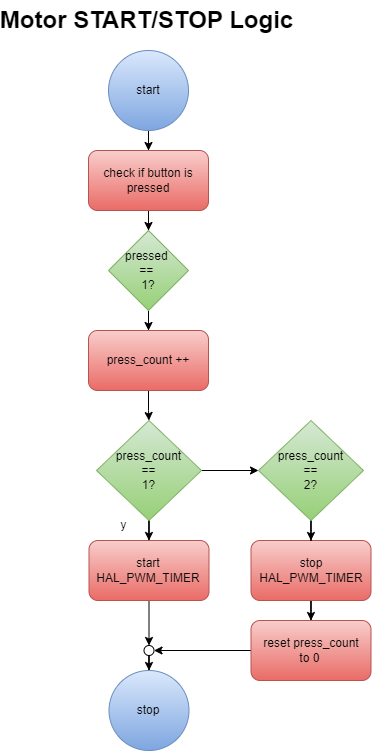 Motor START/STOP Logic
start
check if button is
pressed
pressed
==
1?
press_count ++
press_count
==
1?
press_count
==
2?
y
start
HAL_PWM_TIMER
stop
HAL_PWM_TIMER
reset press_count
to 0
stop